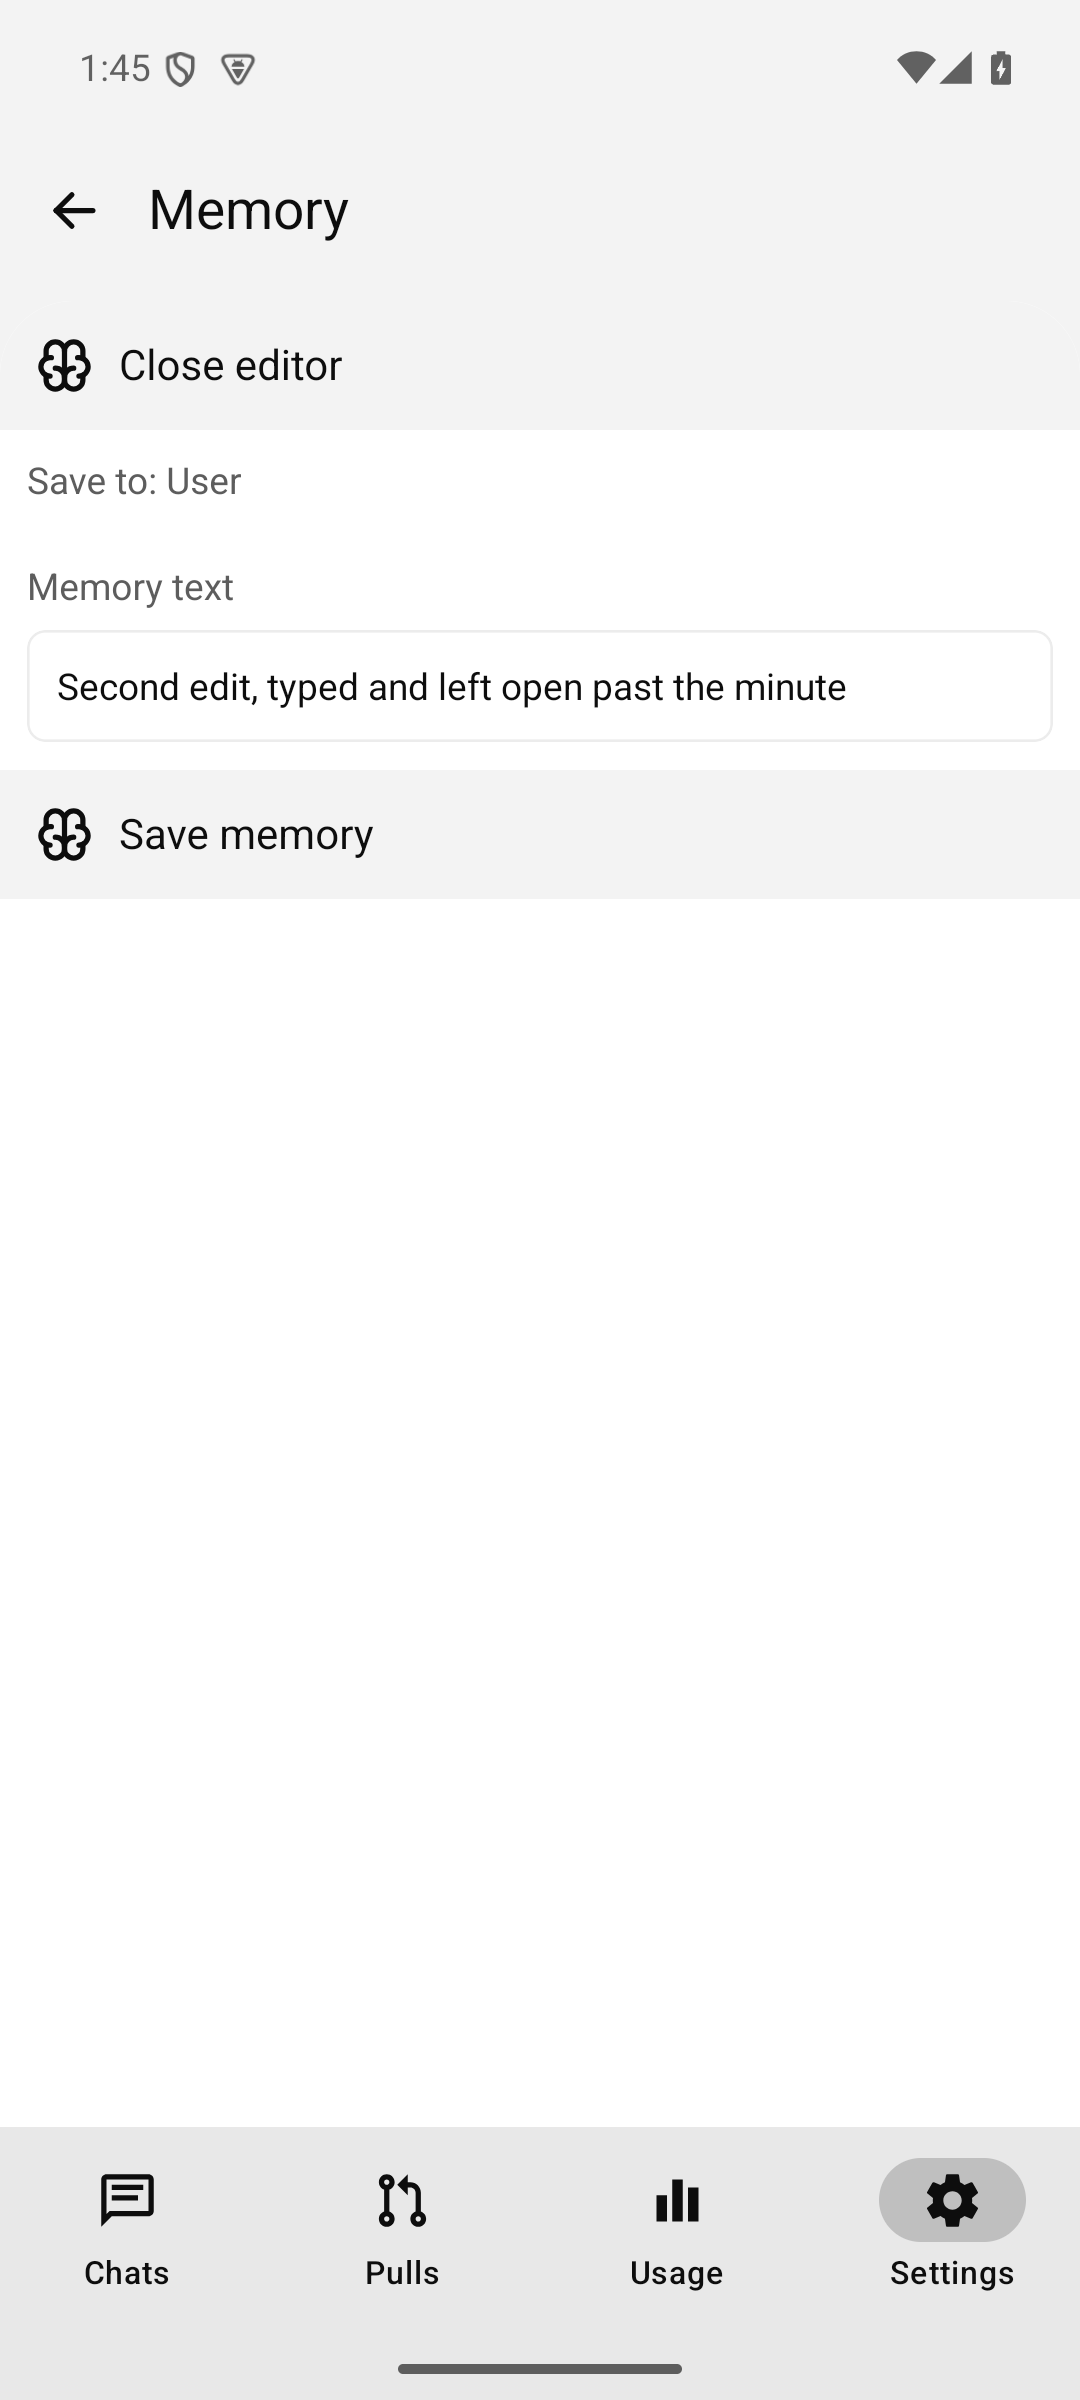 1:45
Memory
Close editor
Save to: User
Memory text
Second edit, typed and left open past the minute
Save memory
Chats
Pulls
Usage
Settings